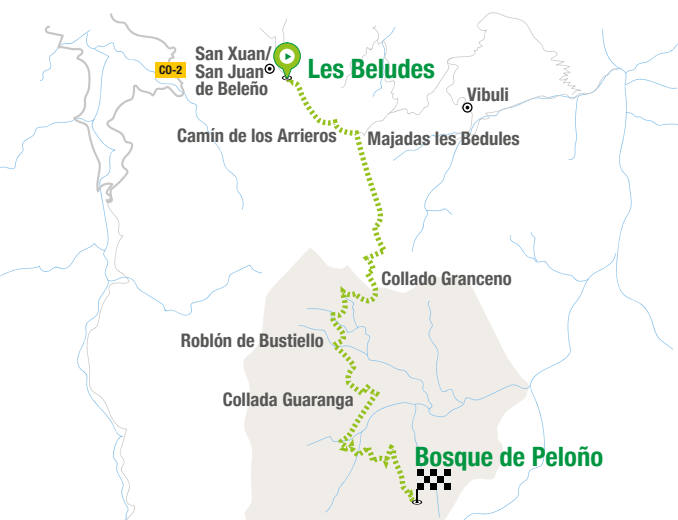 San Xuan/
San Juan
de Beleño
CO-2
Les Beludes
Vibuli
Camín de los Arrieros
Majadas les Bedules
Collado Granceno
Roblón de Bustiello
Collada Guaranga
Bosque de Peloño